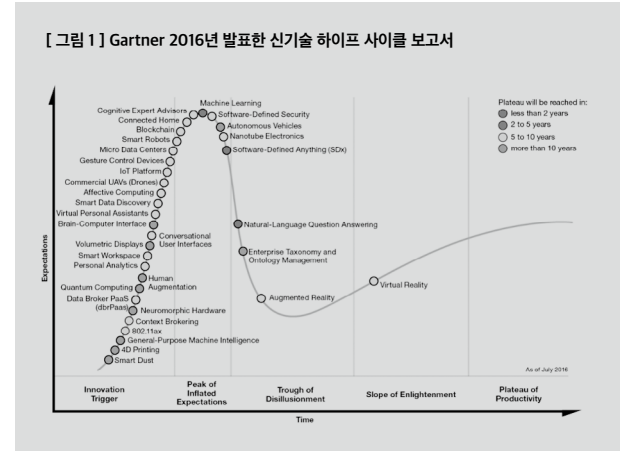 [ 그림 1 ] Gartner 2016년 발표한 신기술 하이프 사이클 보고서
Expectations
Machine Learning
Cognitive Expert Advisors
Software-Defined Security
Connected Home
Autonomous Vehicles
Blockchain
Nanotube Electronics
Smart Robots
Micro Data Centers
Software-Defined Anything (SDx)
Gesture Control Devices
IoT Platform
Commercial UAVs (Drones)
Affective Computing
Smart Data Discovery
Virtual Personal Assistants
Brain-Computer Interface
Natural-Language Question Answering
Conversational
User Interfaces
Volumetric Displays
Enterprise Taxonomy and
Ontology Management
Smart Workspace
Personal Analytics
Human
Augmentation
Quantum Computing
Virtual Reality
Data Broker PaaS
(dbrPaas)
Augmented Reality
Neuromorphic Hardware
Context Brokering
802.11ax
General-Purpose Machine Intelligence
4D Printing
Smart Dust
Plateau will be reached in:
less than 2 years
2 to 5 years
5 to 10 years
more than 10 years
As of July 2016
Innovation
Trigger
Peak of
Inflated
Expectations
Trough of
Disillusionment
Slope of Enlightenment
Plateau of
Productivity
Time